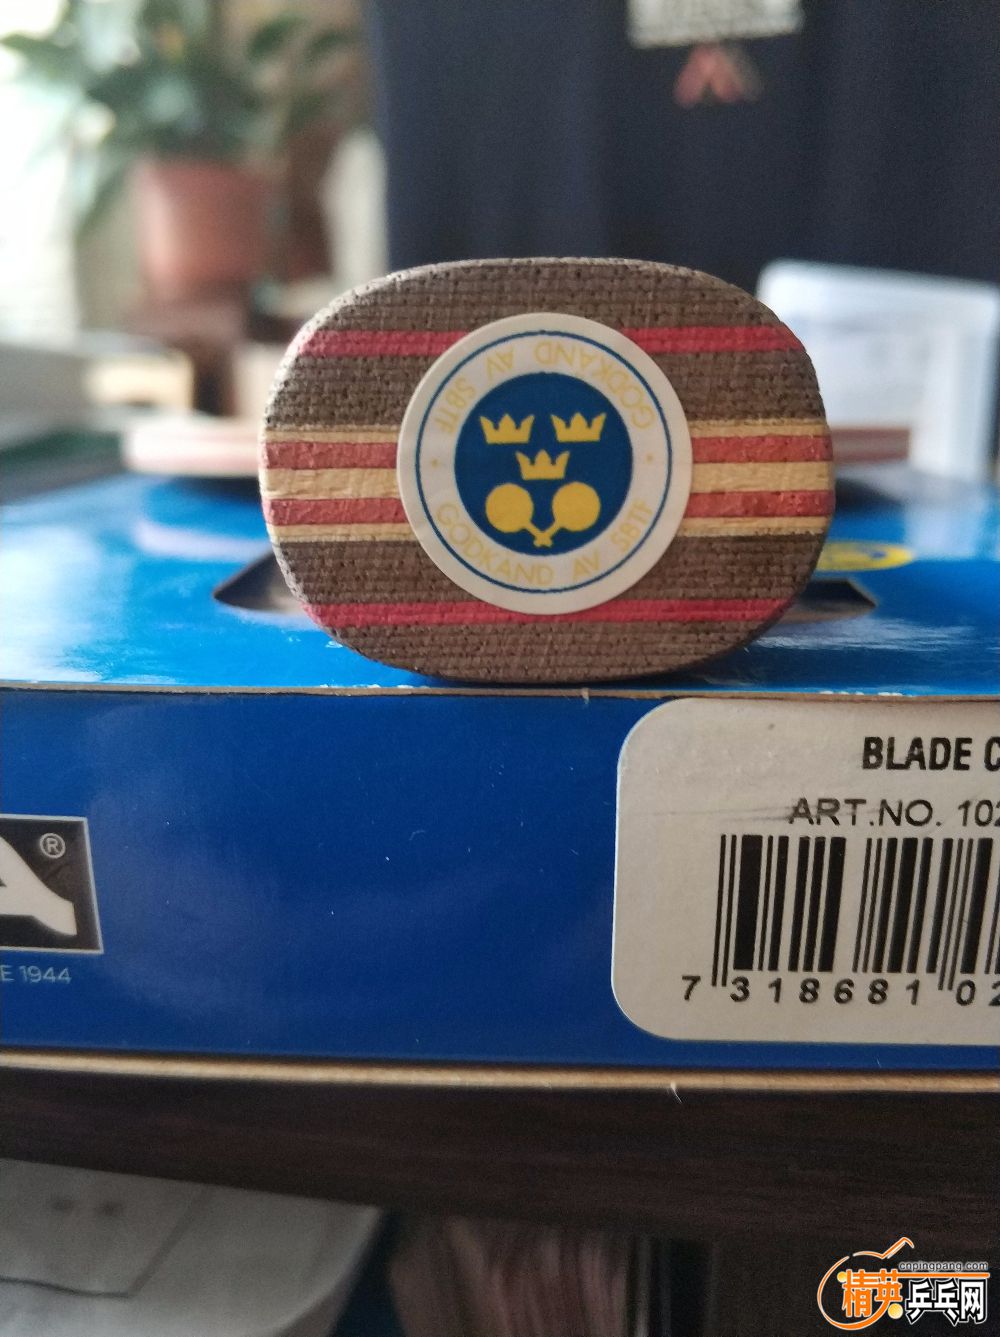 GODKAND AV SBTF
GODKAND AV SBTF
BLADE C
ART.NO. 102
7 318681 02
A®
E 1944
cnpingpang.com
精英乒乓网